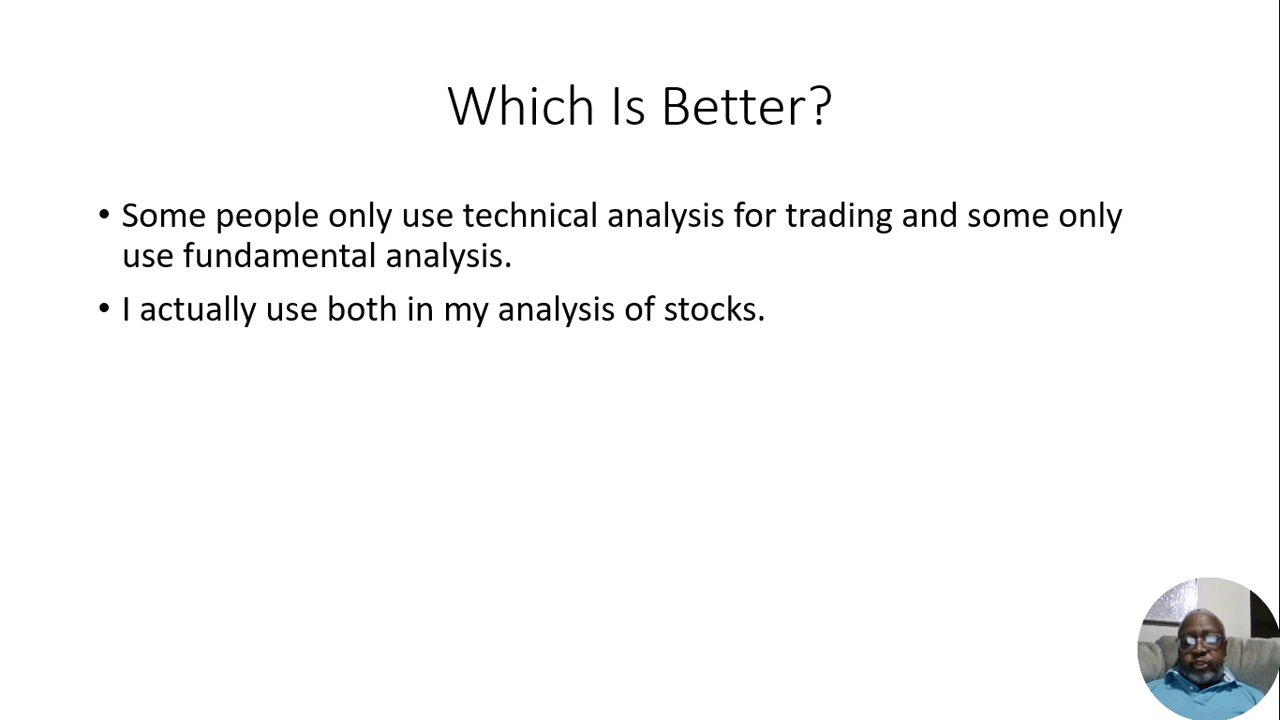 Which Is Better?
• Some people only use technical analysis for trading and some only
use fundamental analysis.
• I actually use both in my analysis of stocks.